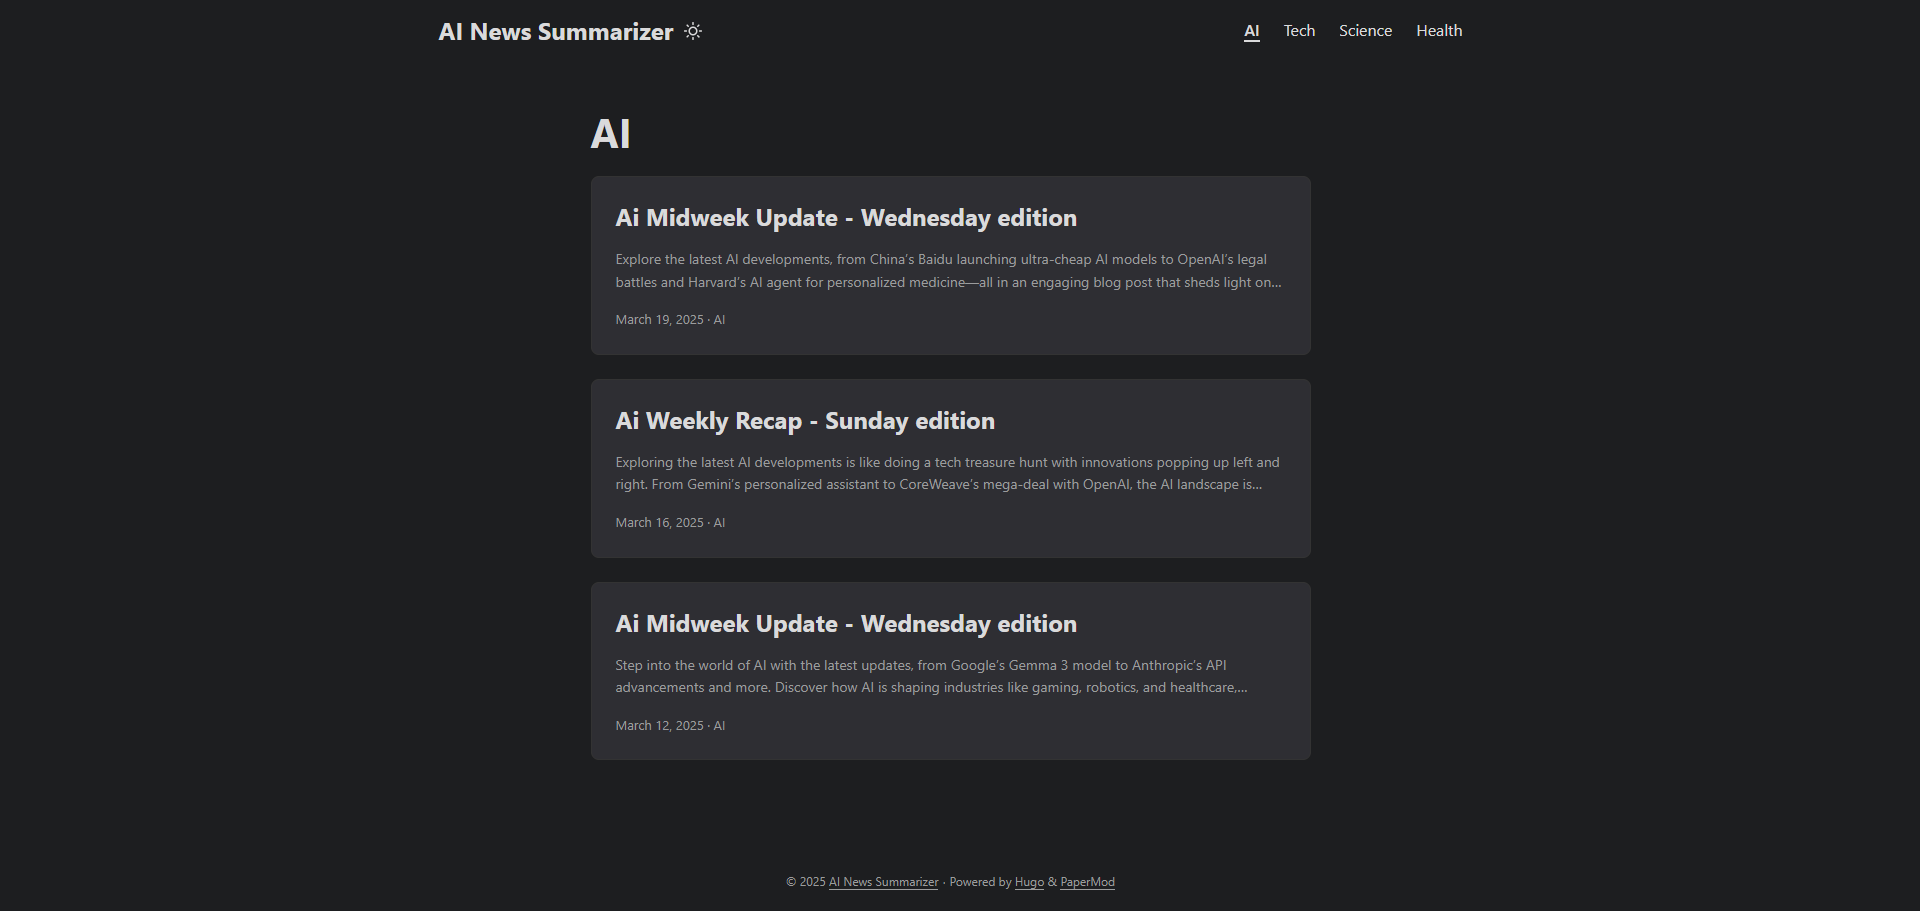 AI News Summarizer
AI Tech Science Health
AI
Ai Midweek Update - Wednesday edition
Explore the latest AI developments, from China’s Baidu launching ultra-cheap AI models to OpenAI’s legal
battles and Harvard’s AI agent for personalized medicine—all in an engaging blog post that sheds light on…
March 19, 2025 · AI
Ai Weekly Recap - Sunday edition
Exploring the latest AI developments is like doing a tech treasure hunt with innovations popping up left and
right. From Gemini’s personalized assistant to CoreWeave’s mega-deal with OpenAI, the AI landscape is…
March 16, 2025 · AI
Ai Midweek Update - Wednesday edition
Step into the world of AI with the latest updates, from Google’s Gemma 3 model to Anthropic’s API
advancements and more. Discover how AI is shaping industries like gaming, robotics, and healthcare,…
March 12, 2025 · AI
© 2025 AI News Summarizer · Powered by Hugo & PaperMod